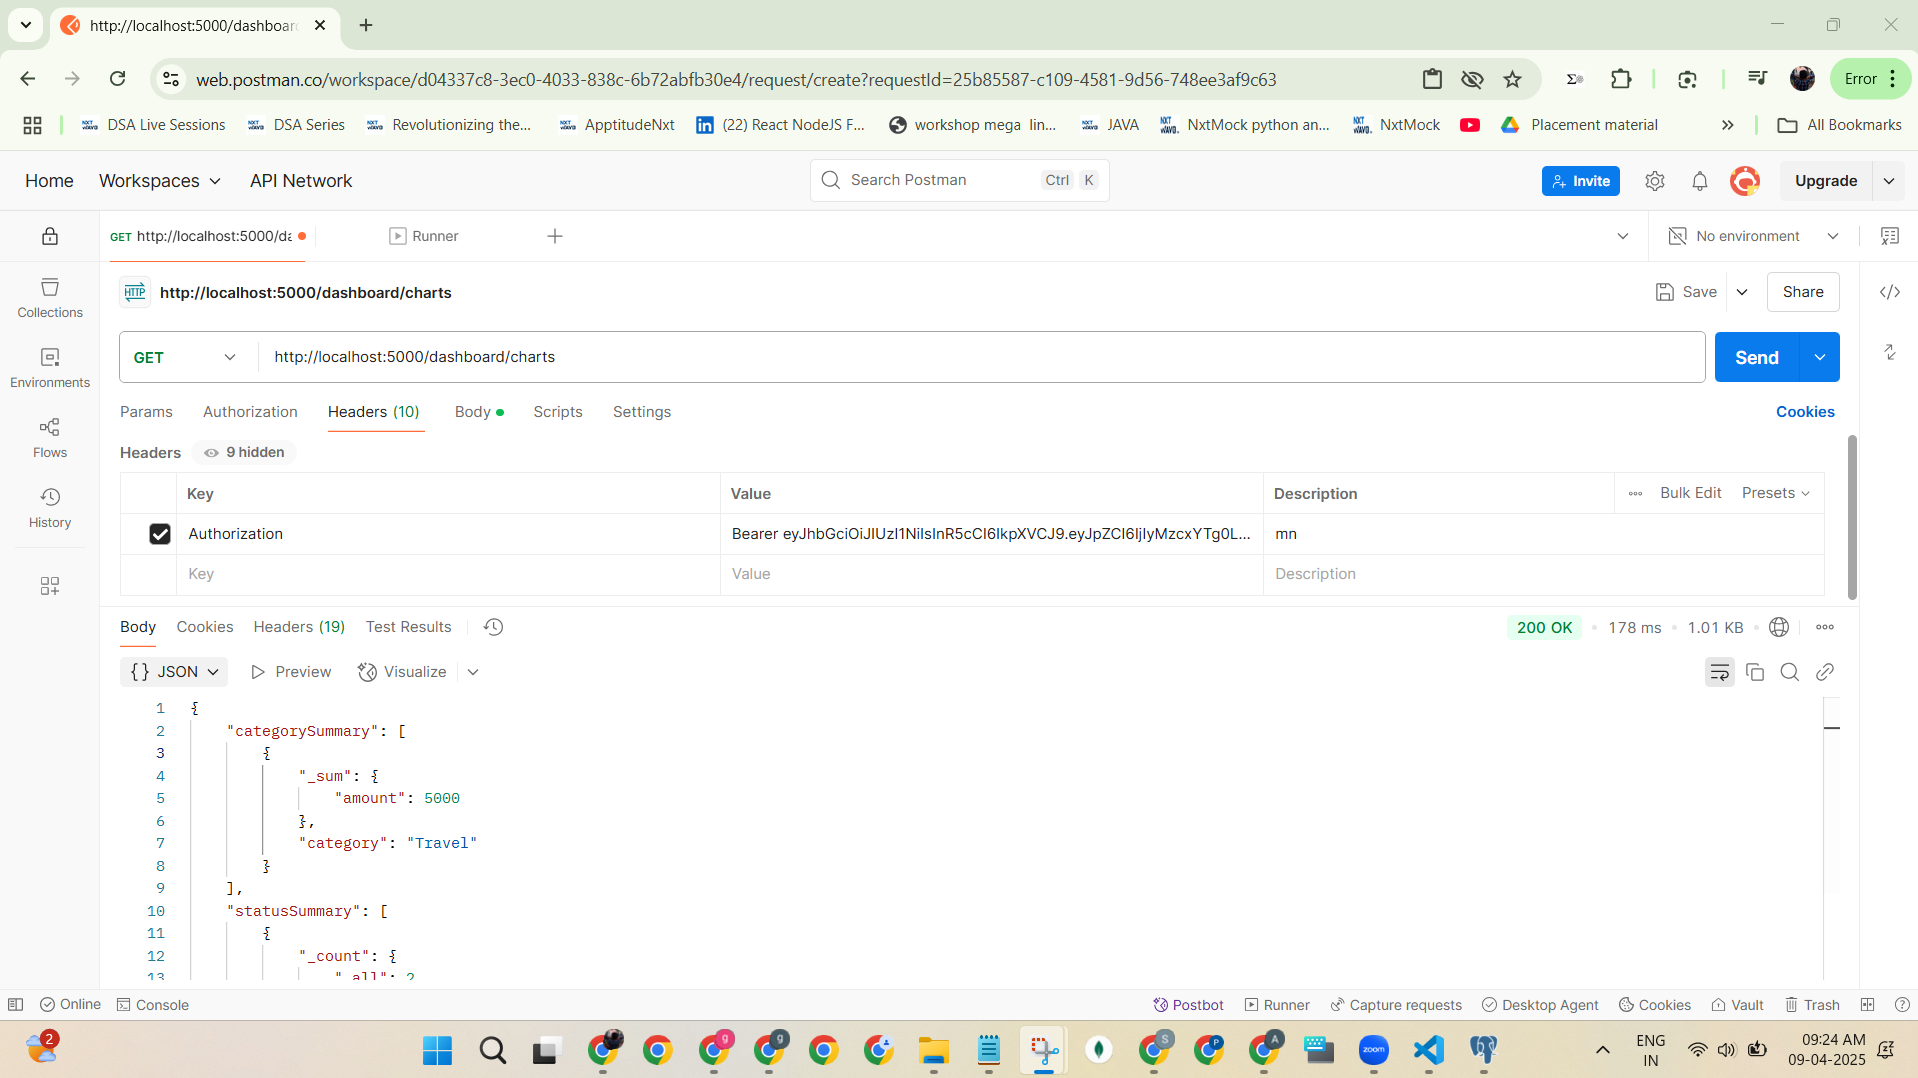 http://localhost:5000/dashboard
web.postman.co/workspace/d04337c8-3ec0-4033-838c-6b72abfb30e4/request/create?requestId=25b85587-c109-4581-9d56-748ee3af9c63
Error
DSA Live Sessions
DSA Series
Revolutionizing the...
ApptitudeNxt
(22) React NodeJS F...
workshop mega lin...
JAVA
NxtMock python an...
NxtMock
Placement material
All Bookmarks
Home
Workspaces
API Network
Search Postman
Ctrl
K
Invite
Upgrade
GET http://localhost:5000/da
Runner
No environment
HTTP
http://localhost:5000/dashboard/charts
Save
Share
Collections
Environments
Flows
History
GET
http://localhost:5000/dashboard/charts
Send
Params
Authorization
Headers (10)
Body
Scripts
Settings
Cookies
Headers
9 hidden
Key
Value
Description
Bulk Edit
Presets
Authorization
Bearer eyJhbGciOiJIUzI1NiIsInR5cCI6IkpXVCJ9.eyJpZCI6IjIyMzcxYTg0L...
mn
Key
Value
Description
Body
Cookies
Headers (19)
Test Results
200 OK
178 ms
1.01 KB
{} JSON
Preview
Visualize
1 {
2 "categorySummary": [
3 {
4 "_sum": {
5 "amount": 5000
6 },
7 "category": "Travel"
8 }
9 ],
10 "statusSummary": [
11 {
12 "_count": {
13 "_all": 2
Online
Console
Postbot
Runner
Capture requests
Desktop Agent
Cookies
Vault
Trash
2
g
g
S
P
A
zoom
ENG
IN
09:24 AM
09-04-2025